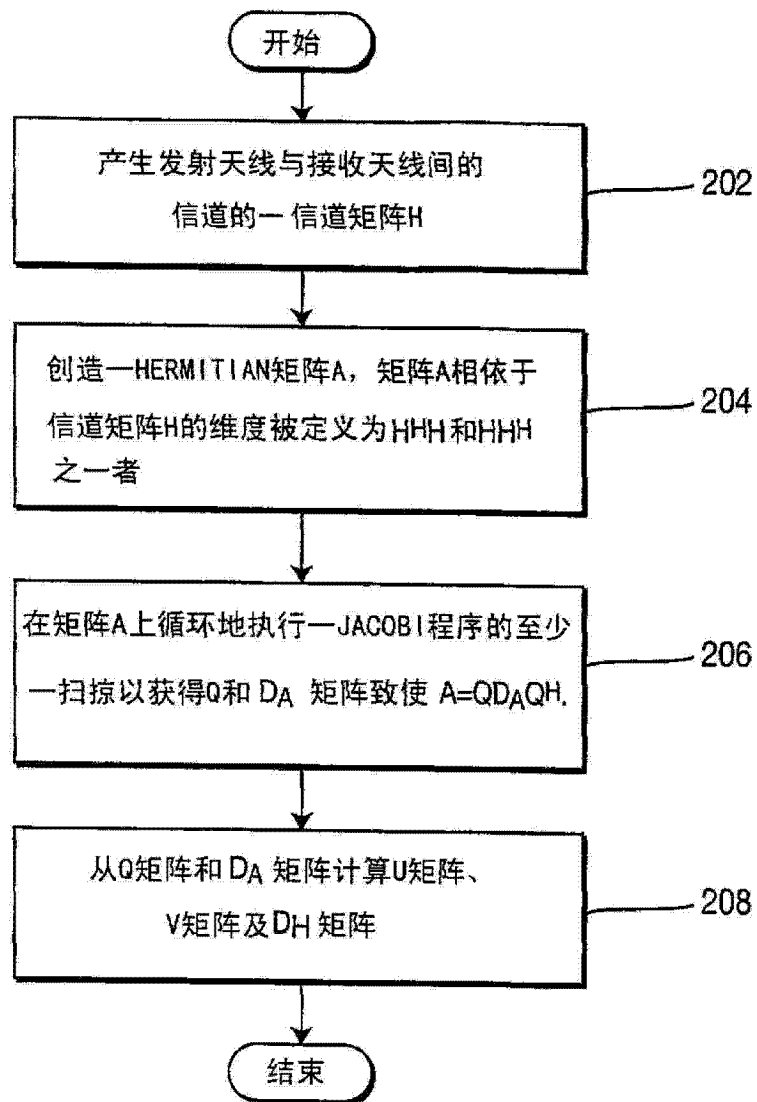 开始
产生发射天线与接收天线间的
信道的一信道矩阵H
202
创造一HERMITIAN矩阵A，矩阵A相依于
信道矩阵H的维度被定义为HHH和HHH
之一者
204
在矩阵A上循环地执行一JACOBI程序的至少
一扫掠以获得Q和DA 矩阵致使 A=QDAQH.
206
从Q矩阵和DA 矩阵计算U矩阵、
V矩阵及DH 矩阵
208
结束